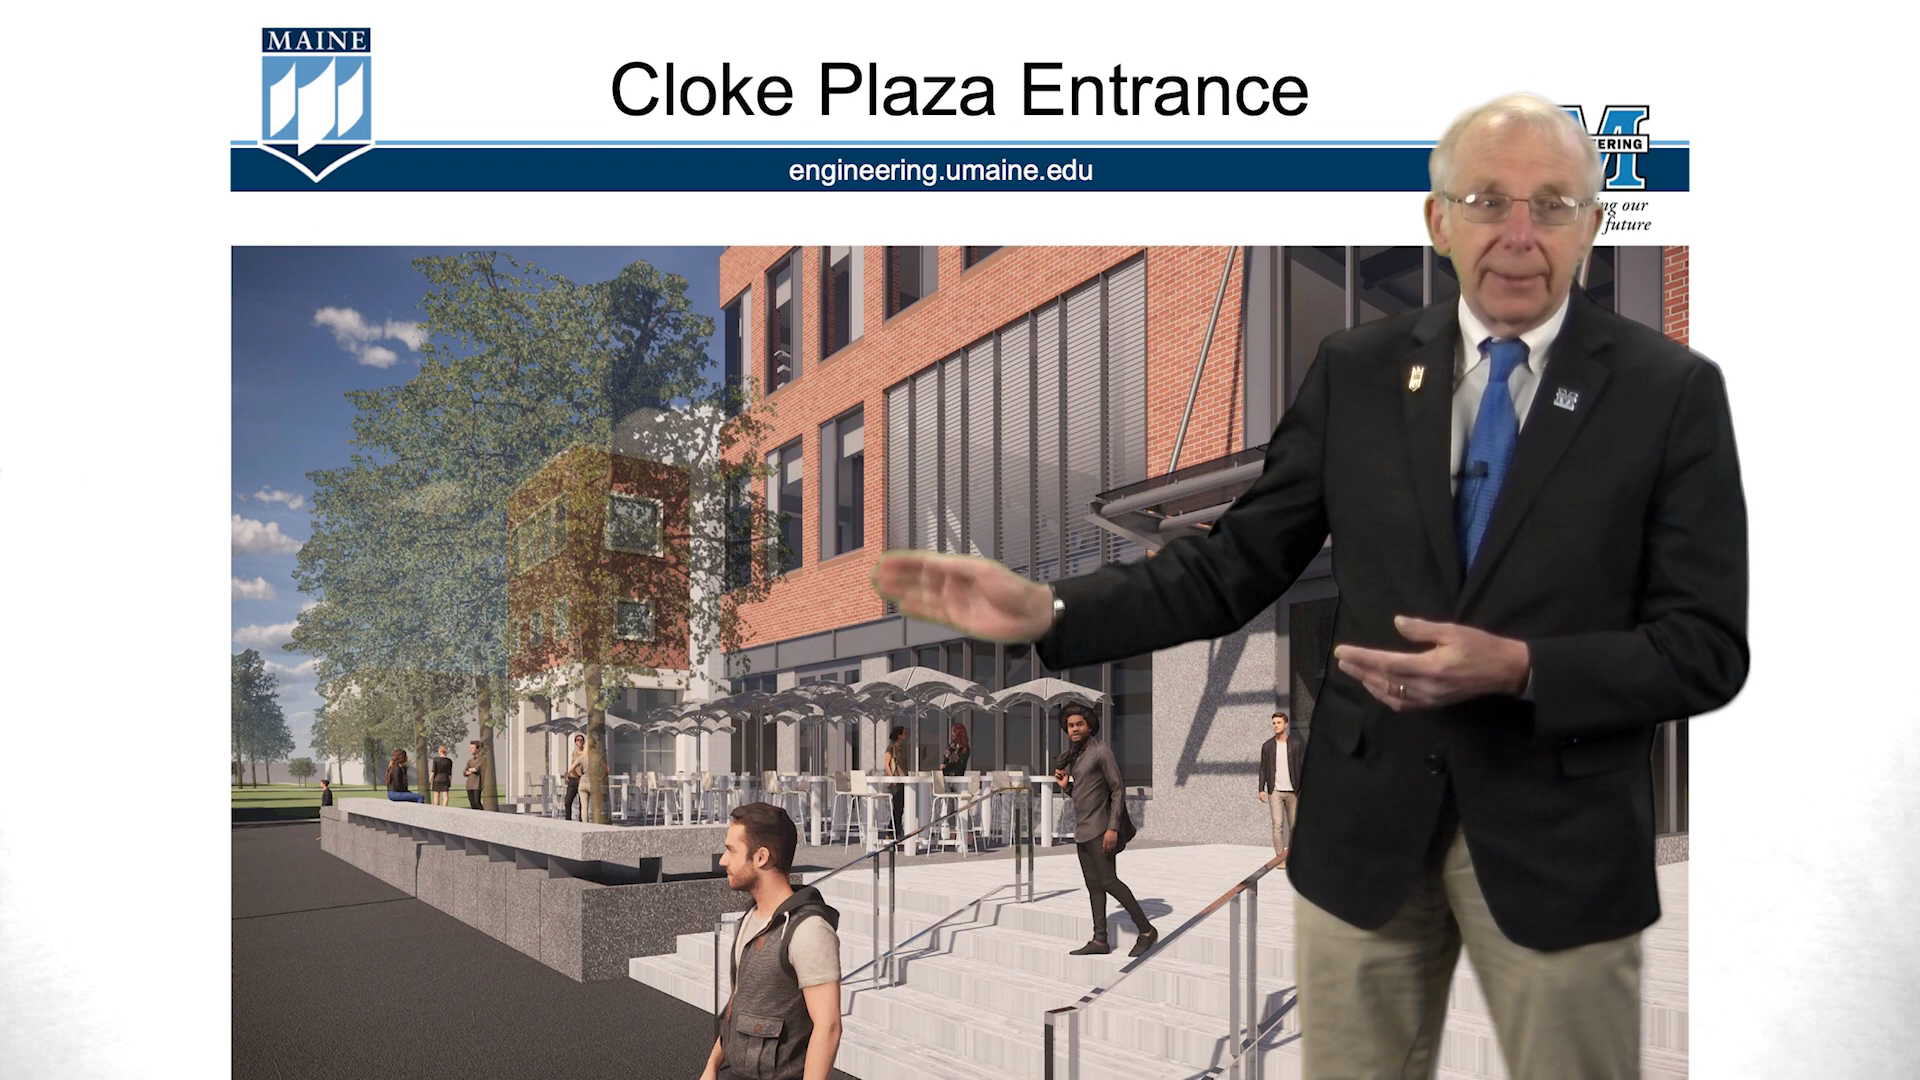 MAINE
Cloke Plaza Entrance
engineering.umaine.edu
M
ERING
ng our
future
M